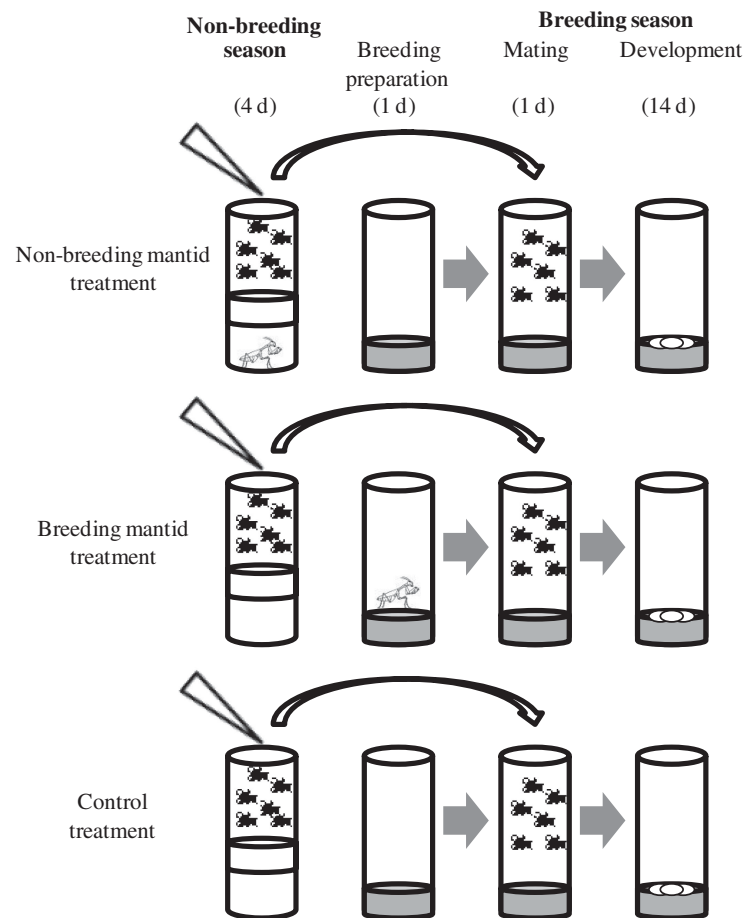 Non-breeding
season
(4 d)
Breeding season
Breeding
preparation
(1 d)
Mating
(1 d)
Development
(14 d)
Non-breeding mantid
treatment
Breeding mantid
treatment
Control
treatment